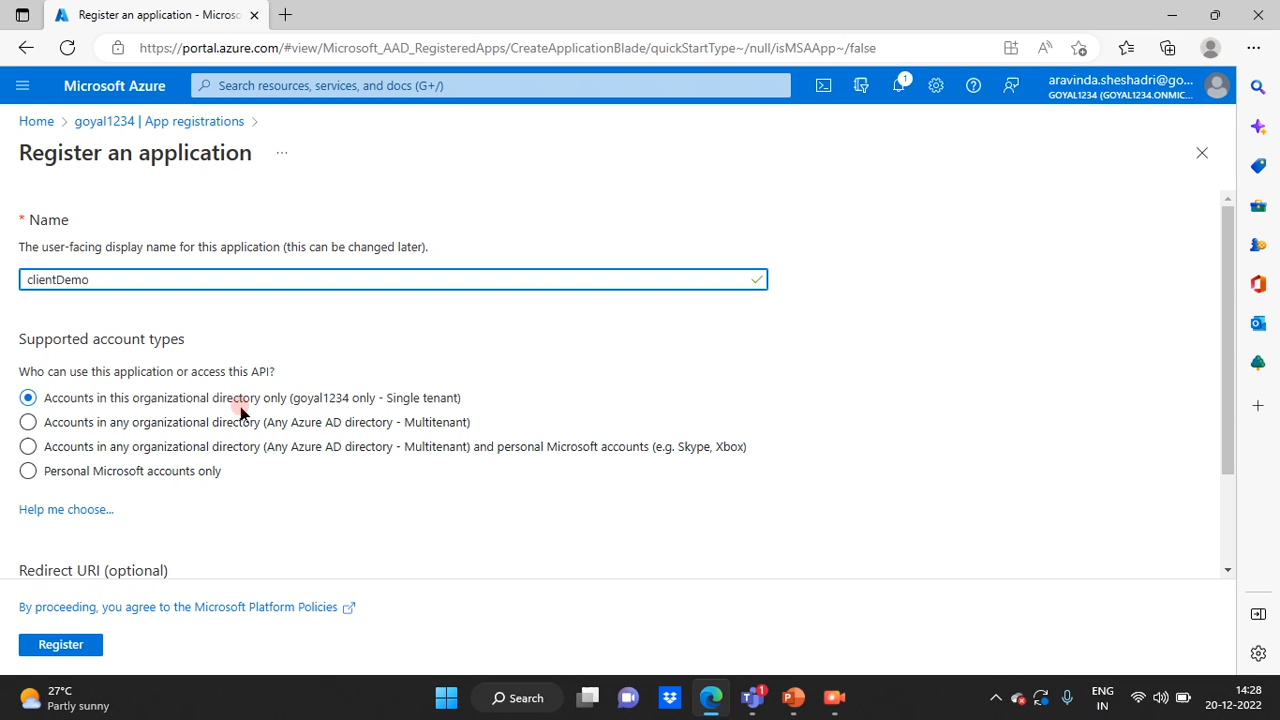 Register an application - Microso
https://portal.azure.com/#view/Microsoft_AAD_RegisteredApps/CreateApplicationBlade/quickStartType~/null/isMSAApp~/false
Microsoft Azure
Search resources, services, and docs (G+/)
1
aravinda.sheshadri@go...
GOYAL1234 (GOYAL1234.ONMIC...
Home > goyal1234 | App registrations >
Register an application ...
* Name
The user-facing display name for this application (this can be changed later).
clientDemo
Supported account types
Who can use this application or access this API?
Accounts in this organizational directory only (goyal1234 only - Single tenant)
Accounts in any organizational directory (Any Azure AD directory - Multitenant)
Accounts in any organizational directory (Any Azure AD directory - Multitenant) and personal Microsoft accounts (e.g. Skype, Xbox)
Personal Microsoft accounts only
Help me choose...
Redirect URI (optional)
By proceeding, you agree to the Microsoft Platform Policies
Register
27°C
Partly sunny
Search
1
ENG
IN
14:28
20-12-2022